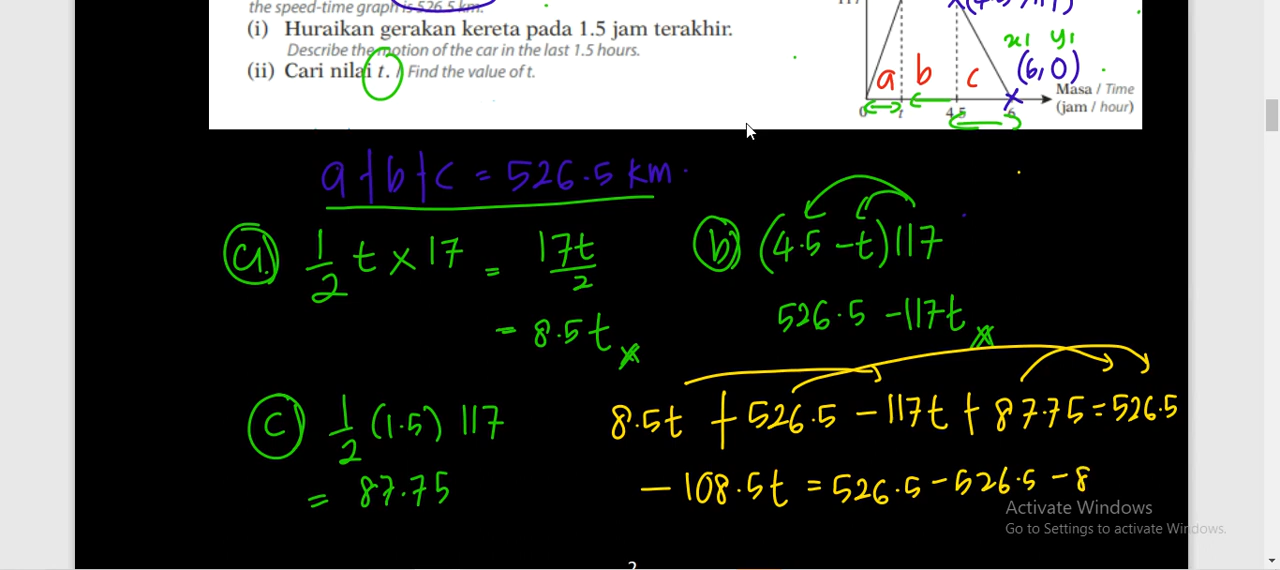 the speed-time graph is 526.5 km.
(i) Huraikan gerakan kereta pada 1.5 jam terakhir.
Describe the motion of the car in the last 1.5 hours.
(ii) Cari nilai t. / Find the value of t.
117
x1 y1
(6, 0)
a b c
Masa / Time
(jam / hour)
0 t 4.5 6
a + b + c = 526.5 km.
(a) 1/2 t × 17 = 17t/2
= 8.5t
(b) (4.5 - t) 117
526.5 - 117t
(c) 1/2 (1.5) 117
= 87.75
8.5t + 526.5 - 117t + 87.75 = 526.5
- 108.5t = 526.5 - 526.5 - 8
Activate Windows
Go to Settings to activate Windows.